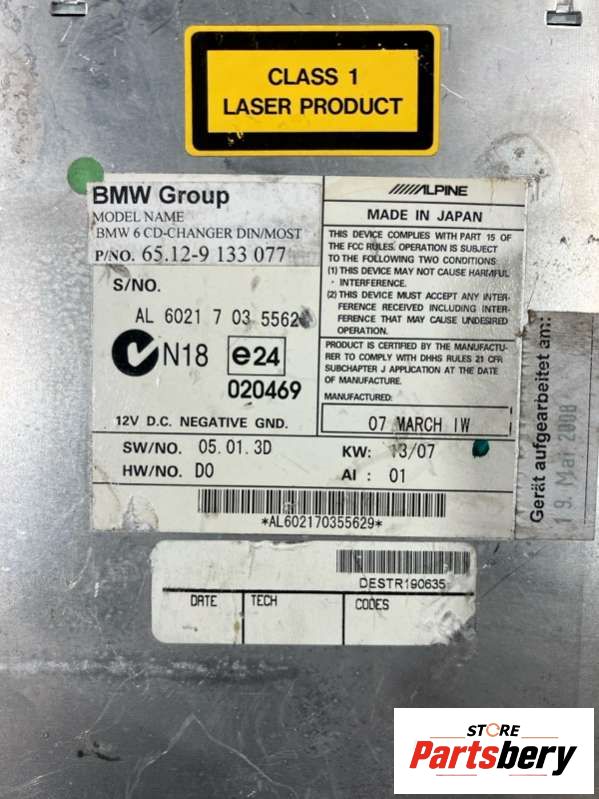 CLASS 1
LASER PRODUCT
BMW Group
MODEL NAME
BMW 6 CD-CHANGER DIN/MOST
P/NO. 65.12-9 133 077
S/NO.
AL 6021 7 03 5562
N18
e24
020469
12V D.C. NEGATIVE GND.
ALPINE
MADE IN JAPAN
THIS DEVICE COMPLIES WITH PART 15 OF
THE FCC RULES. OPERATION IS SUBJECT
TO THE FOLLOWING TWO CONDITIONS:
(1) THIS DEVICE MAY NOT CAUSE HARMFUL
INTERFERENCE.
(2) THIS DEVICE MUST ACCEPT ANY INTER-
FERENCE RECEIVED INCLUDING INTER-
FERENCE THAT MAY CAUSE UNDESIRED
OPERATION.
PRODUCT IS CERTIFIED BY THE MANUFACTU-
RER TO COMPLY WITH DHHS RULES 21 CFR
SUBCHAPTER J APPLICATION AT THE DATE
OF MANUFACTURE.
MANUFACTURED:
07 MARCH IW
SW/NO. 05.01.3D
KW: 13/07
HW/NO. D0
AI : 01
*AL602170355629*
Gerät aufgearbeitet am:
19. Mai 2008
DESTR190635
DATE
TECH
CODES
STORE
Partsbery